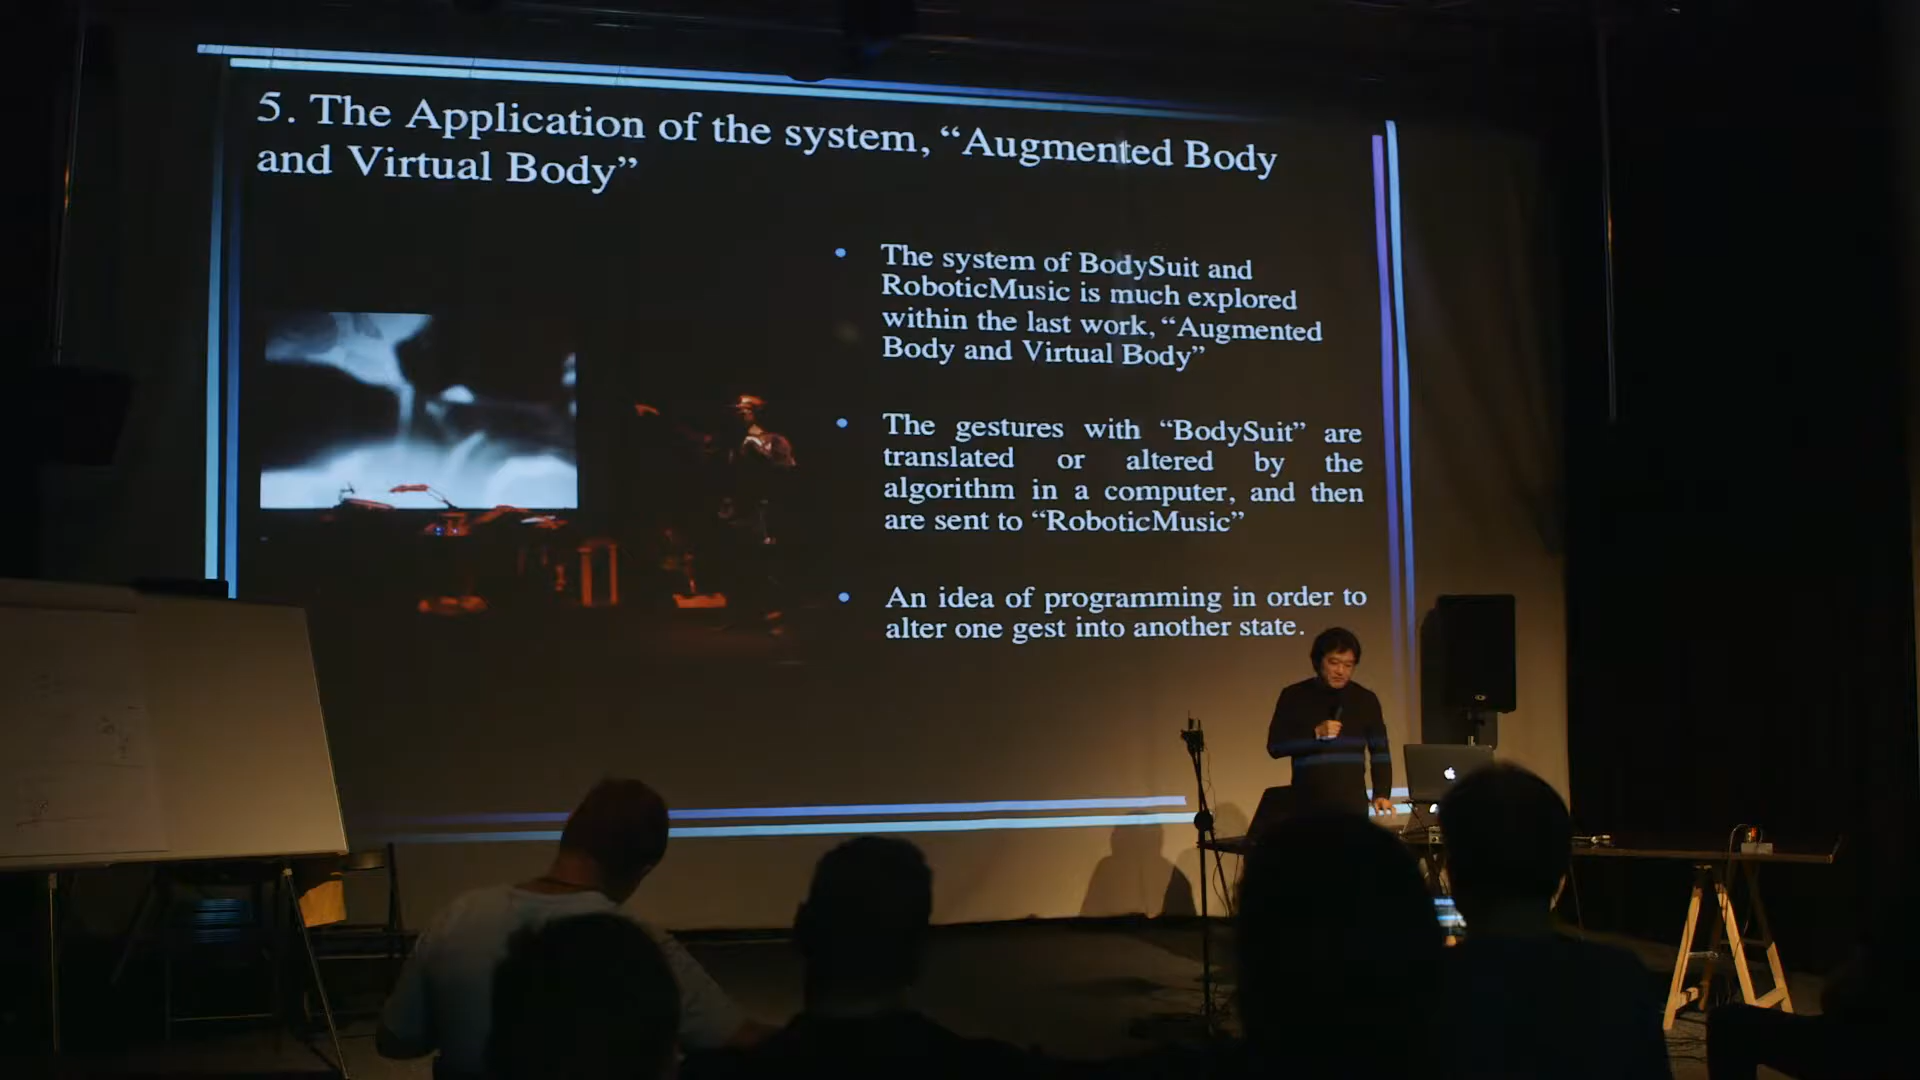 5. The Application of the system, “Augmented Body
and Virtual Body”
• The system of BodySuit and
RoboticMusic is much explored
within the last work, “Augmented
Body and Virtual Body”
• The gestures with “BodySuit” are
translated or altered by the
algorithm in a computer, and then
are sent to “RoboticMusic”
• An idea of programming in order to
alter one gest into another state.